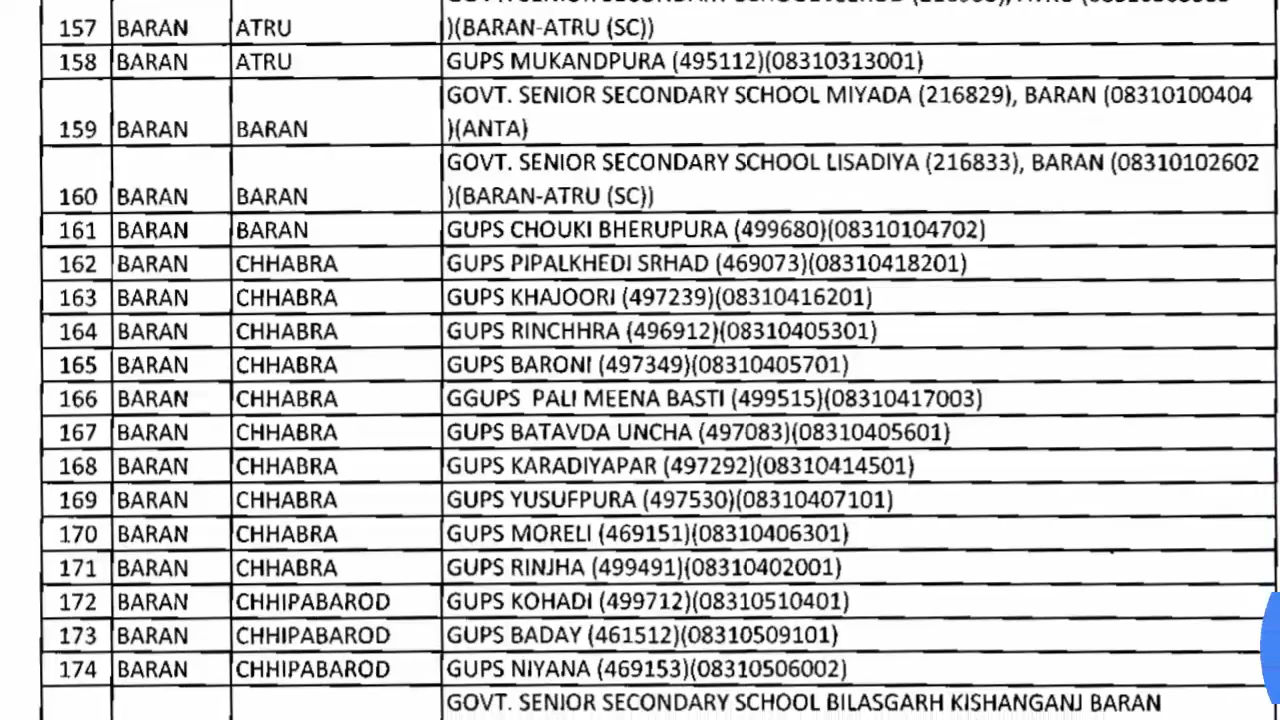 157 BARAN ATRU )(BARAN-ATRU (SC))
158 BARAN ATRU GUPS MUKANDPURA (495112)(08310313001)
GOVT. SENIOR SECONDARY SCHOOL MIYADA (216829), BARAN (08310100404
159 BARAN BARAN )(ANTA)
GOVT. SENIOR SECONDARY SCHOOL LISADIYA (216833), BARAN (08310102602
160 BARAN BARAN )(BARAN-ATRU (SC))
161 BARAN BARAN GUPS CHOUKI BHERUPURA (499680)(08310104702)
162 BARAN CHHABRA GUPS PIPALKHEDI SRHAD (469073)(08310418201)
163 BARAN CHHABRA GUPS KHAJOORI (497239)(08310416201)
164 BARAN CHHABRA GUPS RINCHHRA (496912)(08310405301)
165 BARAN CHHABRA GUPS BARONI (497349)(08310405701)
166 BARAN CHHABRA GGUPS PALI MEENA BASTI (499515)(08310417003)
167 BARAN CHHABRA GUPS BATAVDA UNCHA (497083)(08310405601)
168 BARAN CHHABRA GUPS KARADIYAPAR (497292)(08310414501)
169 BARAN CHHABRA GUPS YUSUFPURA (497530)(08310407101)
170 BARAN CHHABRA GUPS MORELI (469151)(08310406301)
171 BARAN CHHABRA GUPS RINJHA (499491)(08310402001)
172 BARAN CHHIPABAROD GUPS KOHADI (499712)(08310510401)
173 BARAN CHHIPABAROD GUPS BADAY (461512)(08310509101)
174 BARAN CHHIPABAROD GUPS NIYANA (469153)(08310506002)
GOVT. SENIOR SECONDARY SCHOOL BILASGARH KISHANGANJ BARAN